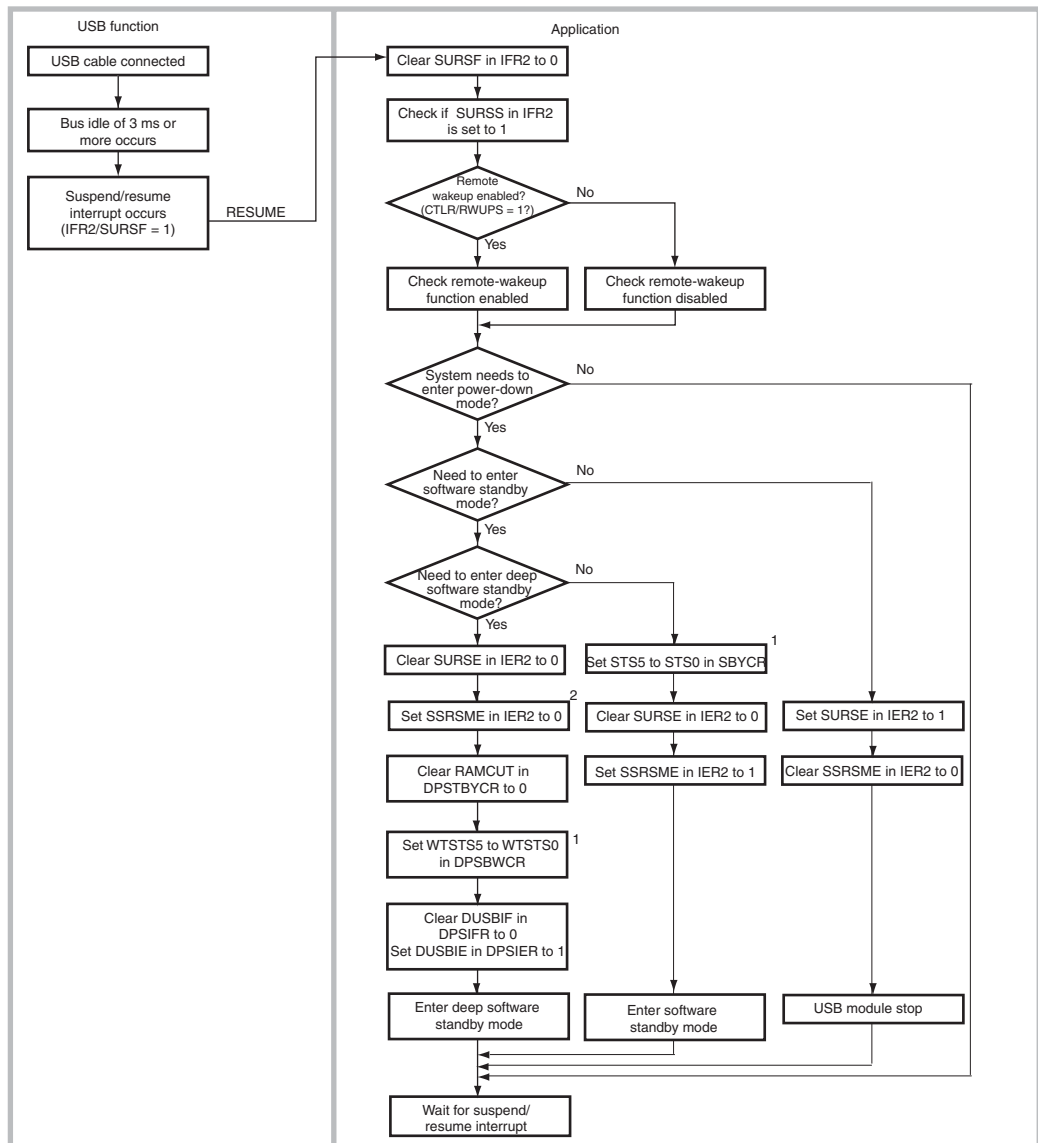 USB function
USB cable connected
Bus idle of 3 ms or
more occurs
Suspend/resume
interrupt occurs
(IFR2/SURSF = 1)
RESUME
Application
Clear SURSF in IFR2 to 0
Check if SURSS in IFR2
is set to 1
Remote
wakeup enabled?
(CTLR/RWUPS = 1?)
No
Yes
Check remote-wakeup
function enabled
Check remote-wakeup
function disabled
System needs to
enter power-down
mode?
No
Yes
Need to enter
software standby
mode?
No
Yes
Need to enter deep
software standby
mode?
No
Yes
Clear SURSE in IER2 to 0
Set STS5 to STS0 in SBYCR
1
Set SSRSME in IER2 to 0
2
Clear SURSE in IER2 to 0
Set SURSE in IER2 to 1
Clear RAMCUT in
DPSTBYCR to 0
Set SSRSME in IER2 to 1
Clear SSRSME in IER2 to 0
Set WTSTS5 to WTSTS0
in DPSBWCR
1
Clear DUSBIF in
DPSIFR to 0
Set DUSBIE in DPSIER to 1
Enter deep software
standby mode
Enter software
standby mode
USB module stop
Wait for suspend/
resume interrupt